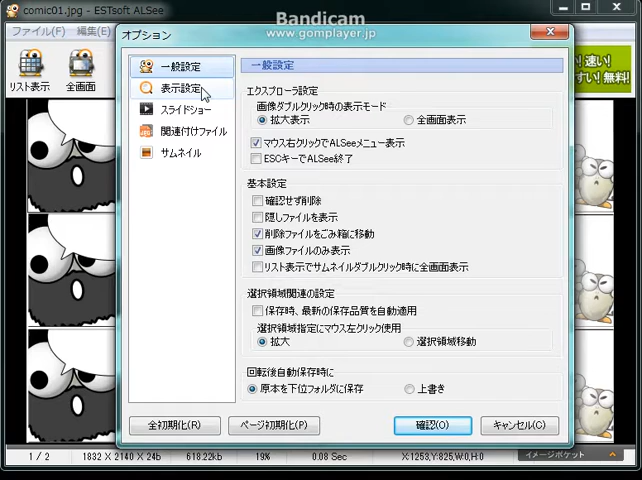 comic01.jpg - ESTsoft ALSee
Bandicam
www.gomplayer.jp
ファイル(F) 編集(E)
リスト表示
全画面
速い!
無料!
オプション
一般設定
表示設定
スライドショー
関連付けファイル
サムネイル
一般設定
エクスプローラ設定
画像ダブルクリック時の表示モード
拡大表示
全画面表示
マウス右クリックでALSeeメニュー表示
ESCキーでALSee終了
基本設定
確認せず削除
隠しファイルを表示
削除ファイルをごみ箱に移動
画像ファイルのみ表示
リスト表示でサムネイルダブルクリック時に全画面表示
選択領域関連の設定
保存時、最新の保存品質を自動適用
選択領域指定にマウス左クリック使用
拡大
選択領域移動
回転後自動保存時に
原本を下位フォルダに保存
上書き
全初期化(R)
ページ初期化(P)
確認(O)
キャンセル(C)
1 / 2
1832 X 2140 X 24b
618.22kb
19%
0.08 Sec
X:1253,Y:825,W:0,H:0
イメージポケット